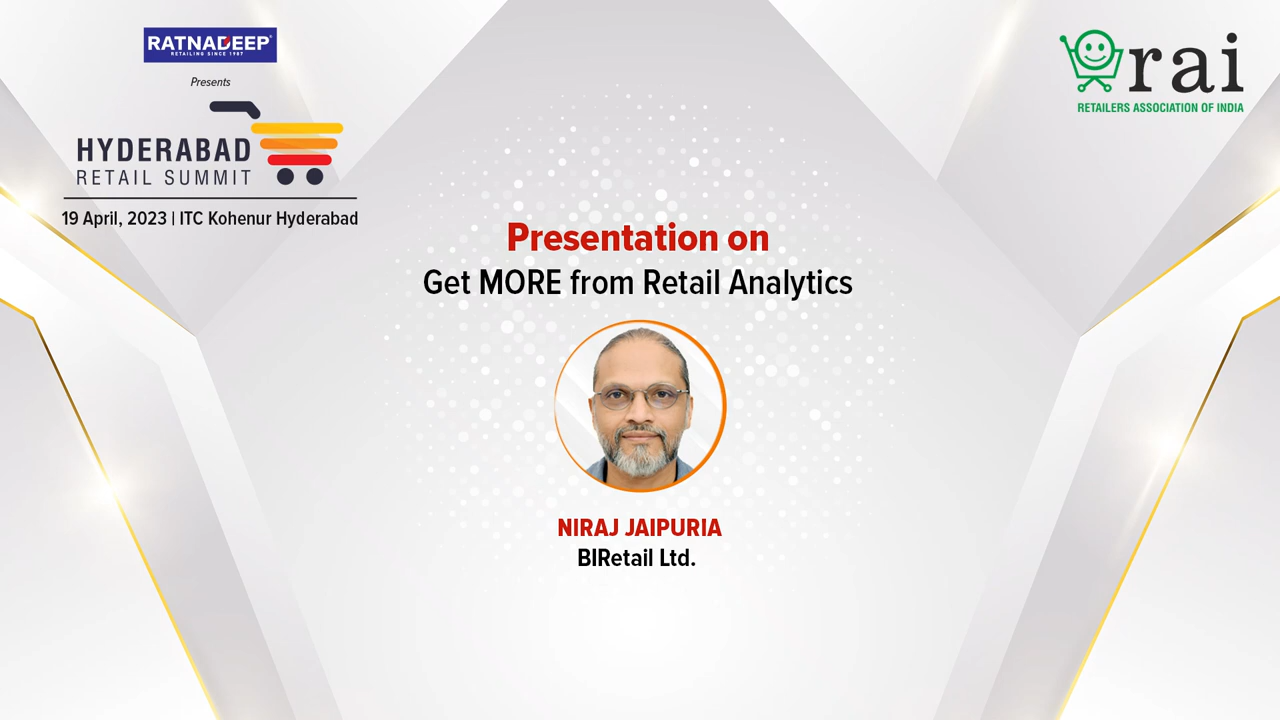 RATNADEEP
RETAILING SINCE 1987
Presents
HYDERABAD
RETAIL SUMMIT
19 April, 2023 | ITC Kohenur Hyderabad
rai
RETAILERS ASSOCIATION OF INDIA
Presentation on
Get MORE from Retail Analytics
NIRAJ JAIPURIA
BIRetail Ltd.